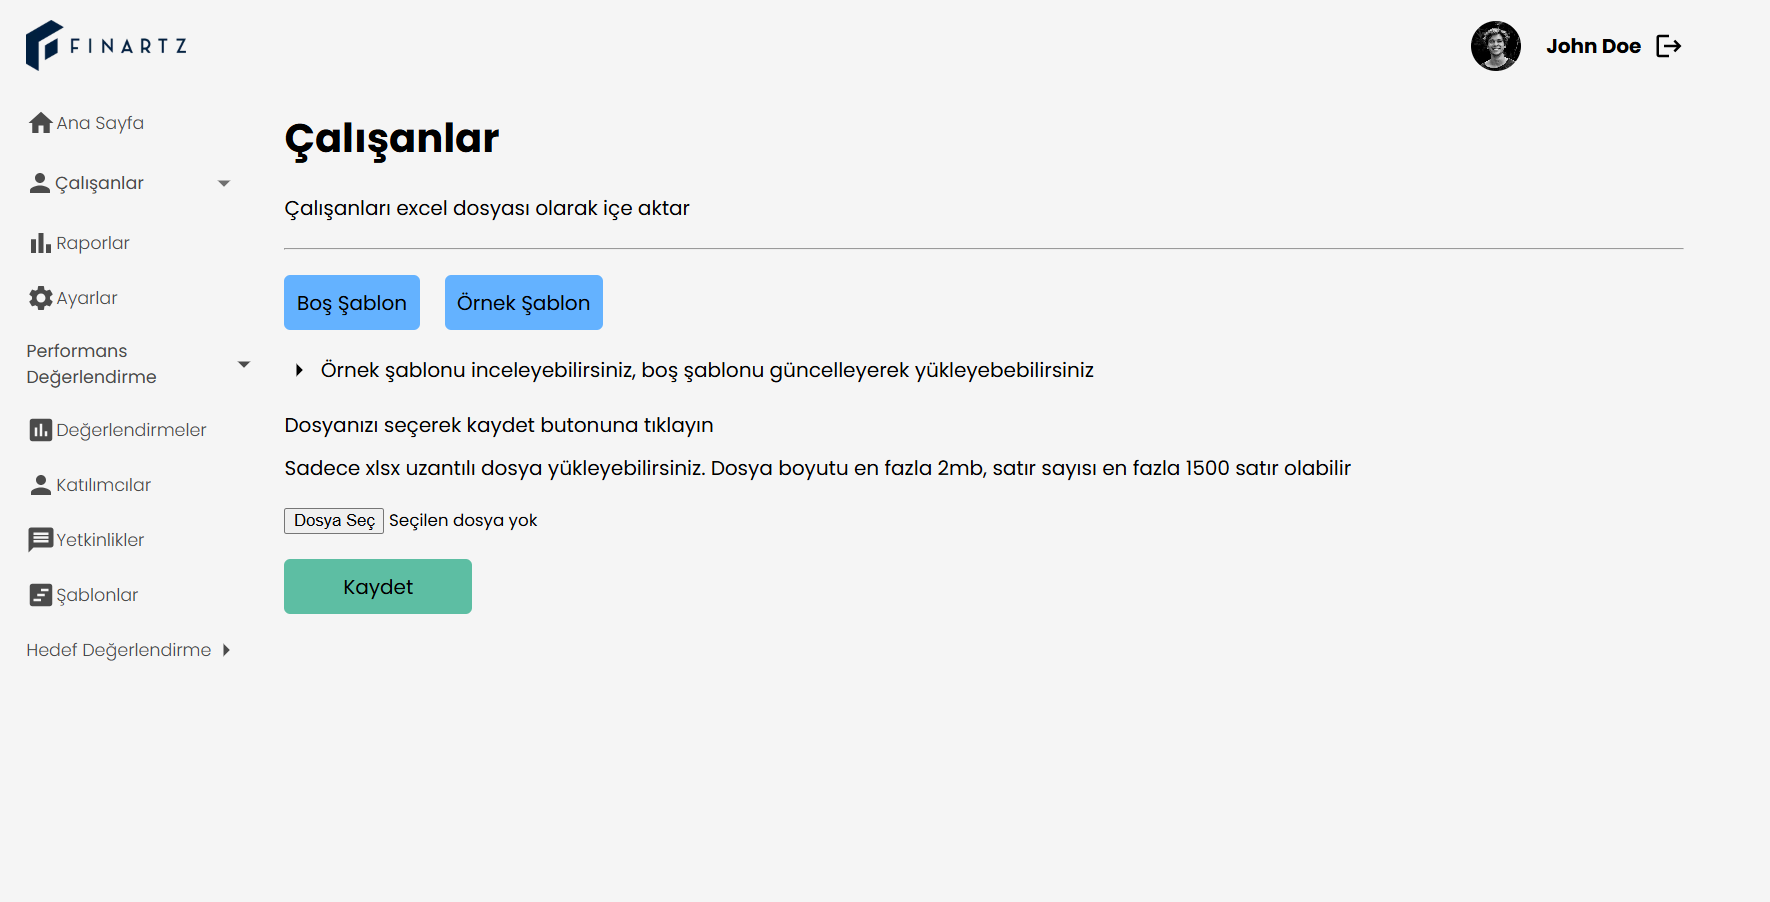 FINARTZ
John Doe
Ana Sayfa
Çalışanlar
Raporlar
Ayarlar
Performans
Değerlendirme
Değerlendirmeler
Katılımcılar
Yetkinlikler
Şablonlar
Hedef Değerlendirme
Çalışanlar
Çalışanları excel dosyası olarak içe aktar
Boş Şablon
Örnek Şablon
Örnek şablonu inceleyebilirsiniz, boş şablonu güncelleyerek yükleyebebilirsiniz
Dosyanızı seçerek kaydet butonuna tıklayın
Sadece xlsx uzantılı dosya yükleyebilirsiniz. Dosya boyutu en fazla 2mb, satır sayısı en fazla 1500 satır olabilir
Dosya Seç Seçilen dosya yok
Kaydet